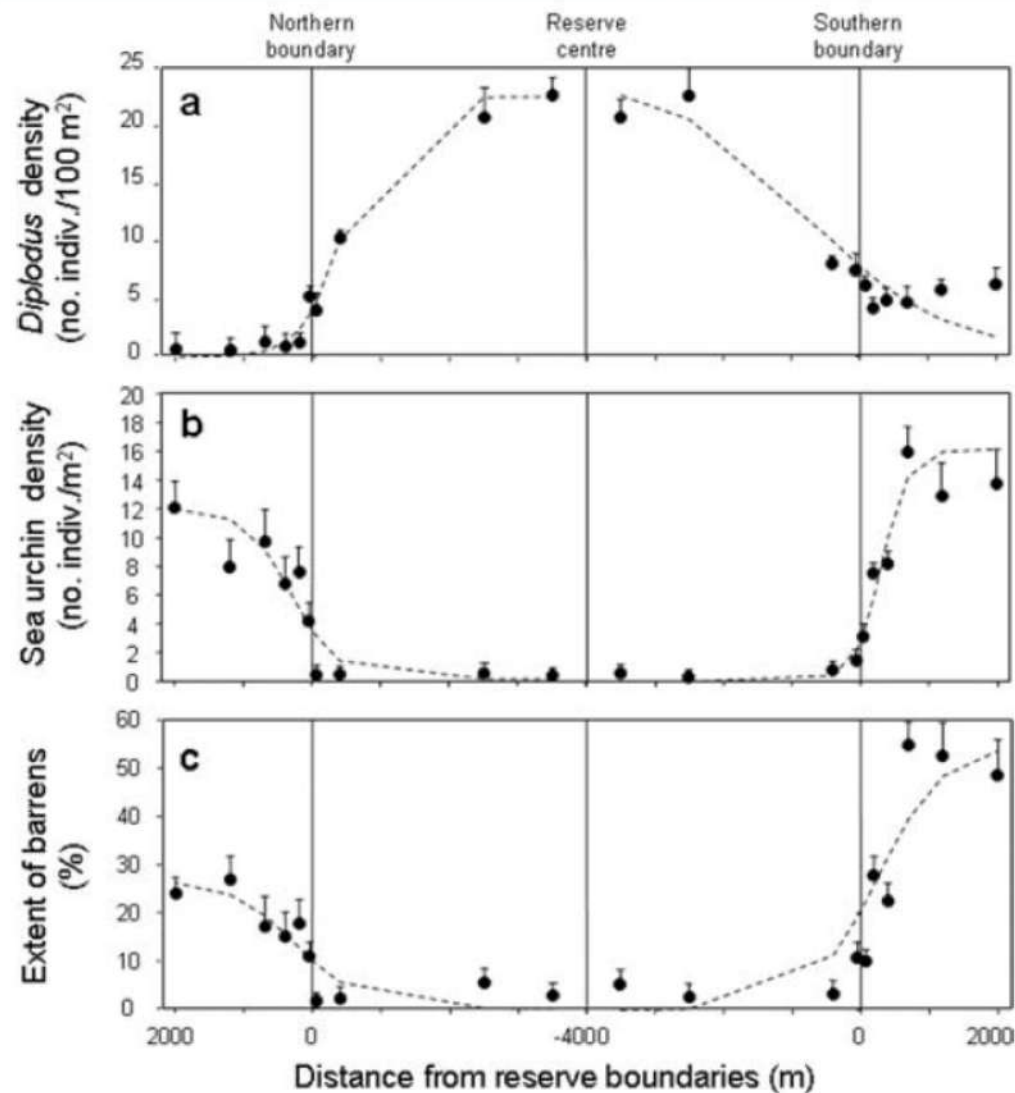 Northern boundary
Reserve centre
Southern boundary
a
Diplodus density
(no. indiv./100 m²)
25
20
15
10
5
0
b
Sea urchin density
(no. indiv./m²)
20
18
16
14
12
10
8
6
4
2
0
c
Extent of barrens
(%)
60
50
40
30
20
10
0
2000
0
-4000
0
2000
Distance from reserve boundaries (m)